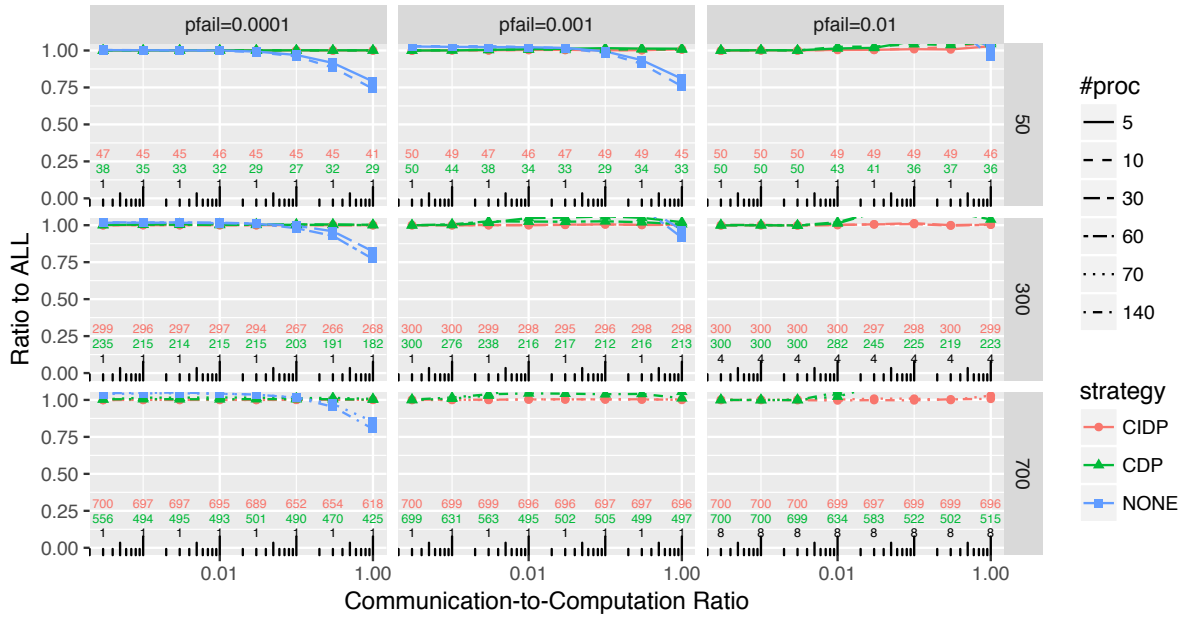 pfail=0.0001 pfail=0.001 pfail=0.01
1.00
0.75
0.50
0.25
0.00
47 45 45 46 45 45 45 41 50 49 47 46 47 49 49 45 50 50 50 49 49 49 49 46
38 35 33 32 29 27 32 29 50 44 38 34 33 29 34 33 50 50 50 43 41 36 37 36
1 1 1 1 1 1 1 1 1 1 1 1
50
1.00
0.75
0.50
0.25
0.00
299 296 297 297 294 267 266 268 300 300 299 298 295 296 298 298 300 300 300 300 297 298 300 299
235 215 214 215 215 203 191 182 300 276 238 216 217 212 216 213 300 300 300 282 245 225 219 223
1 1 1 1 1 1 1 1 1 1 1 1 1 1 1 1 4 4 4 4 4 4 4 4
300
1.00
0.75
0.50
0.25
0.00
700 697 697 695 689 652 654 618 700 699 699 696 696 697 697 696 700 700 700 699 697 699 699 696
556 494 495 493 501 490 470 425 699 631 563 495 502 505 499 497 700 700 699 634 583 522 502 515
1 1 1 1 1 1 1 1 1 1 1 1 8 8 8 8 8 8 8 8
700
0.01 1.00 0.01 1.00 0.01 1.00
Communication-to-Computation Ratio
Ratio to ALL
#proc
5
10
30
60
70
140
strategy
CIDP
CDP
NONE